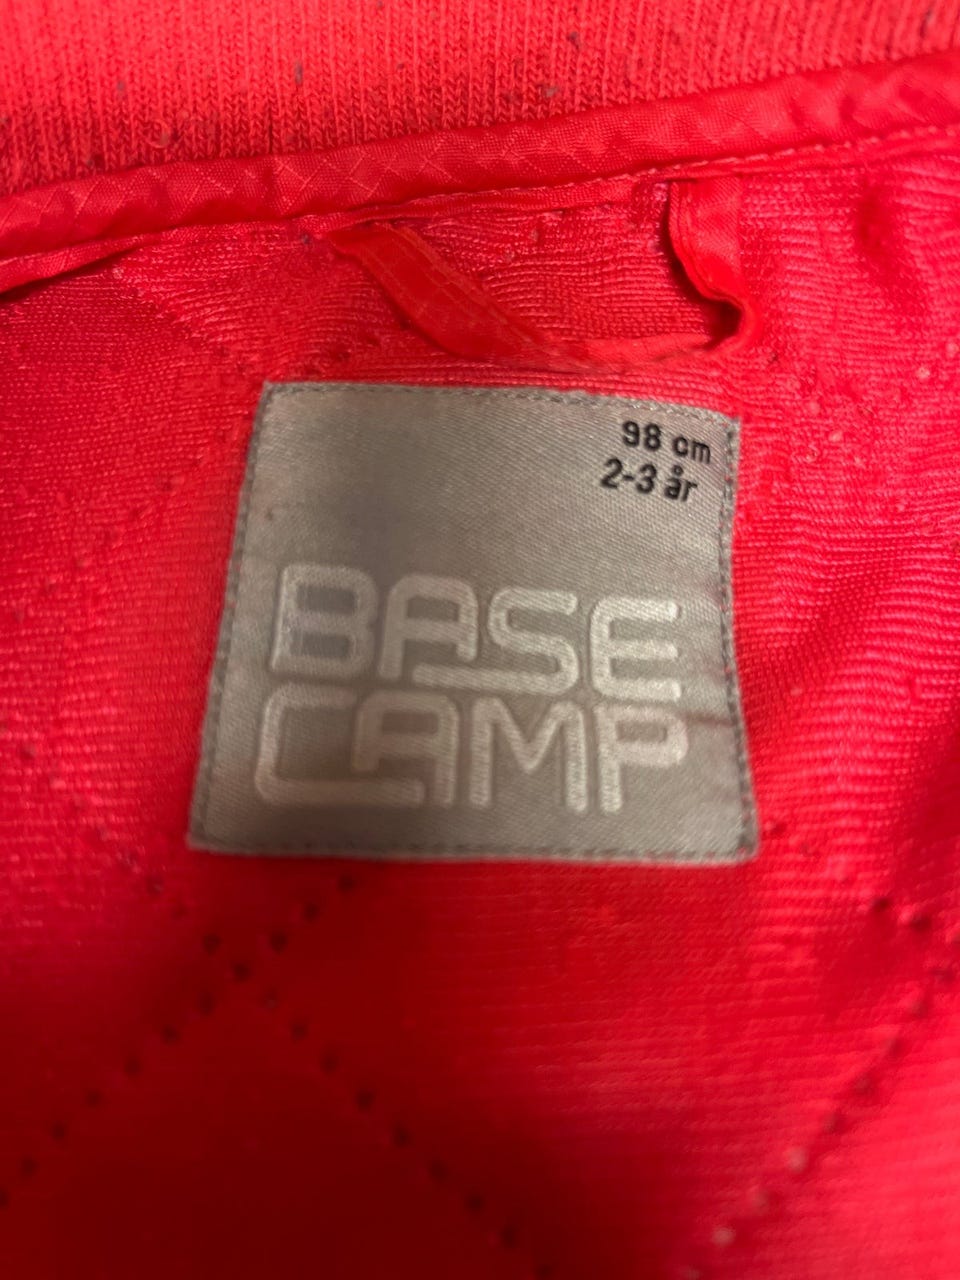 98 cm
2-3 år
BASE
CAMP